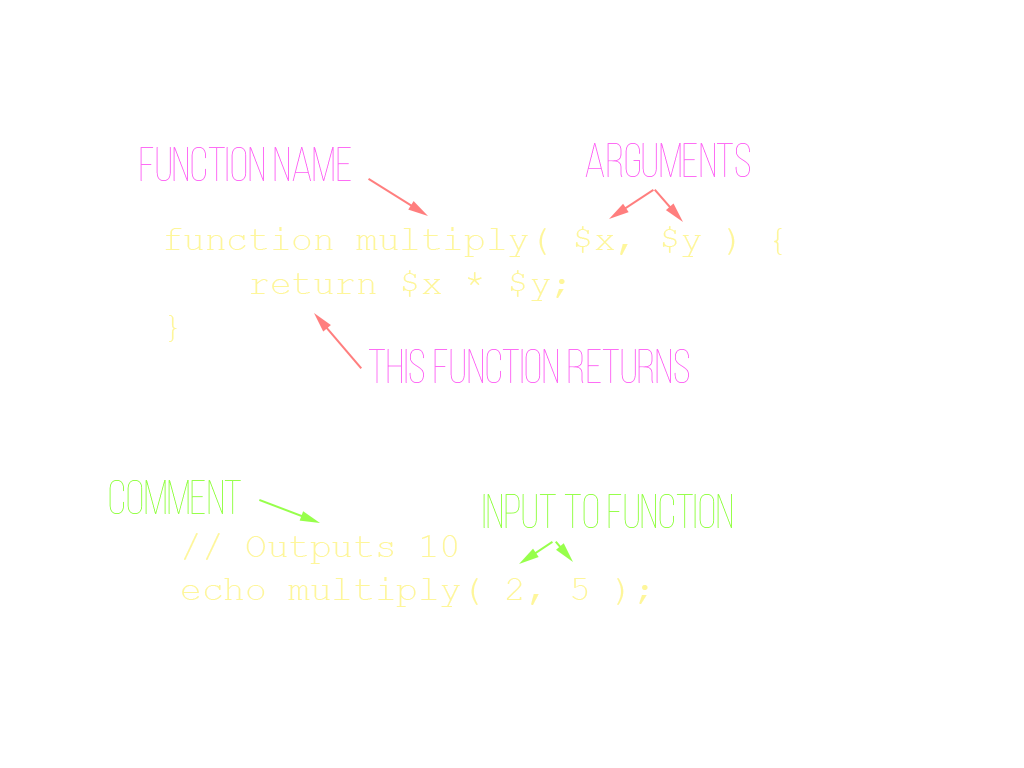 FUNCTION NAME
ARGUMENTS
function multiply( $x, $y ) {
return $x * $y;
}
THIS FUNCTION RETURNS
COMMENT
INPUT TO FUNCTION
// Outputs 10
echo multiply( 2, 5 );